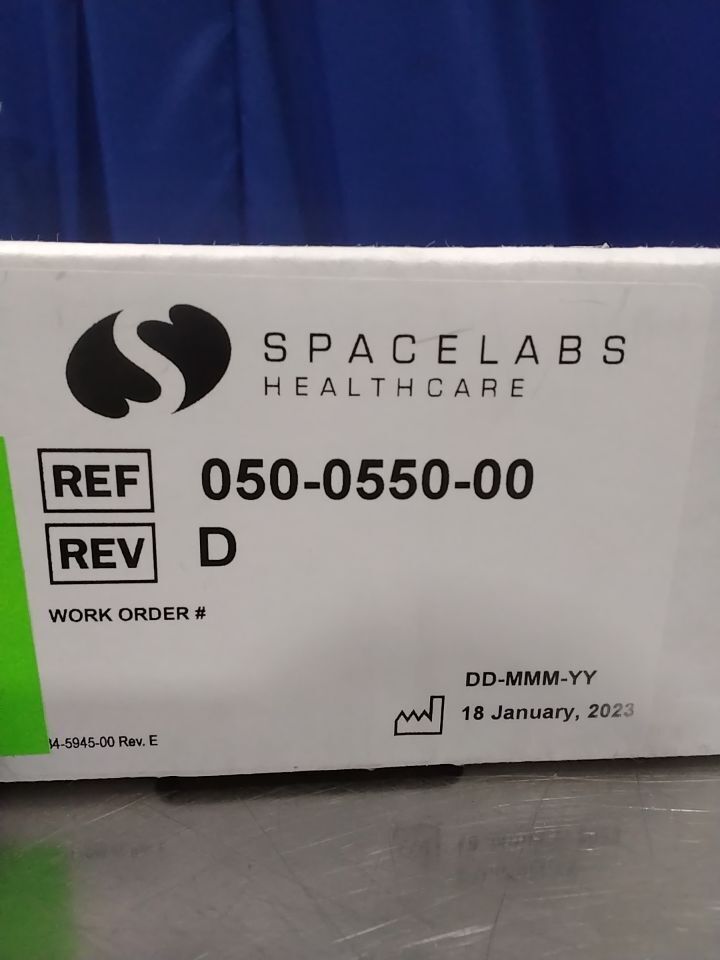 SPACELABS
HEALTHCARE
REF 050-0550-00
REV D
WORK ORDER #
DD-MMM-YY
18 January, 2023
4-5945-00 Rev. E